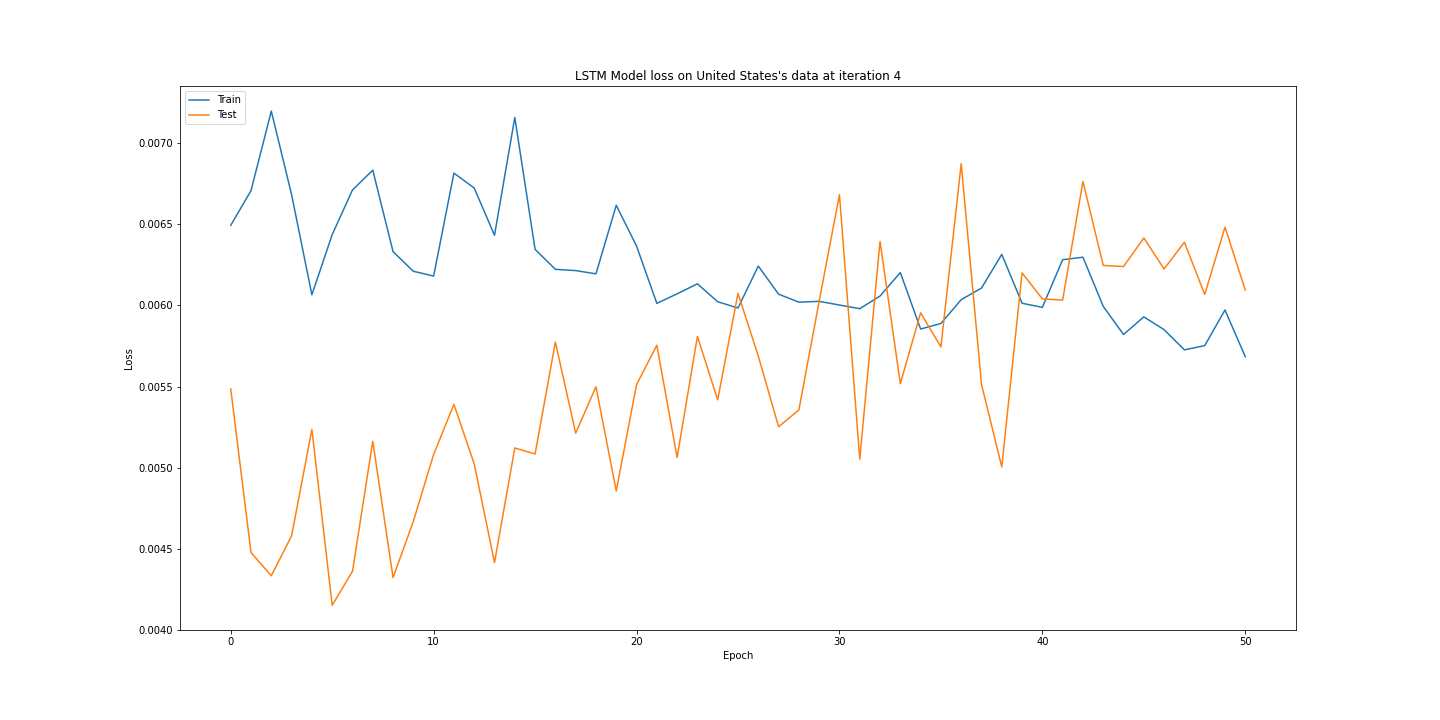 LSTM Model loss on United States's data at iteration 4
Train
Test
0.0070
0.0065
0.0060
0.0055
0.0050
0.0045
0.0040
Loss
0 10 20 30 40 50
Epoch